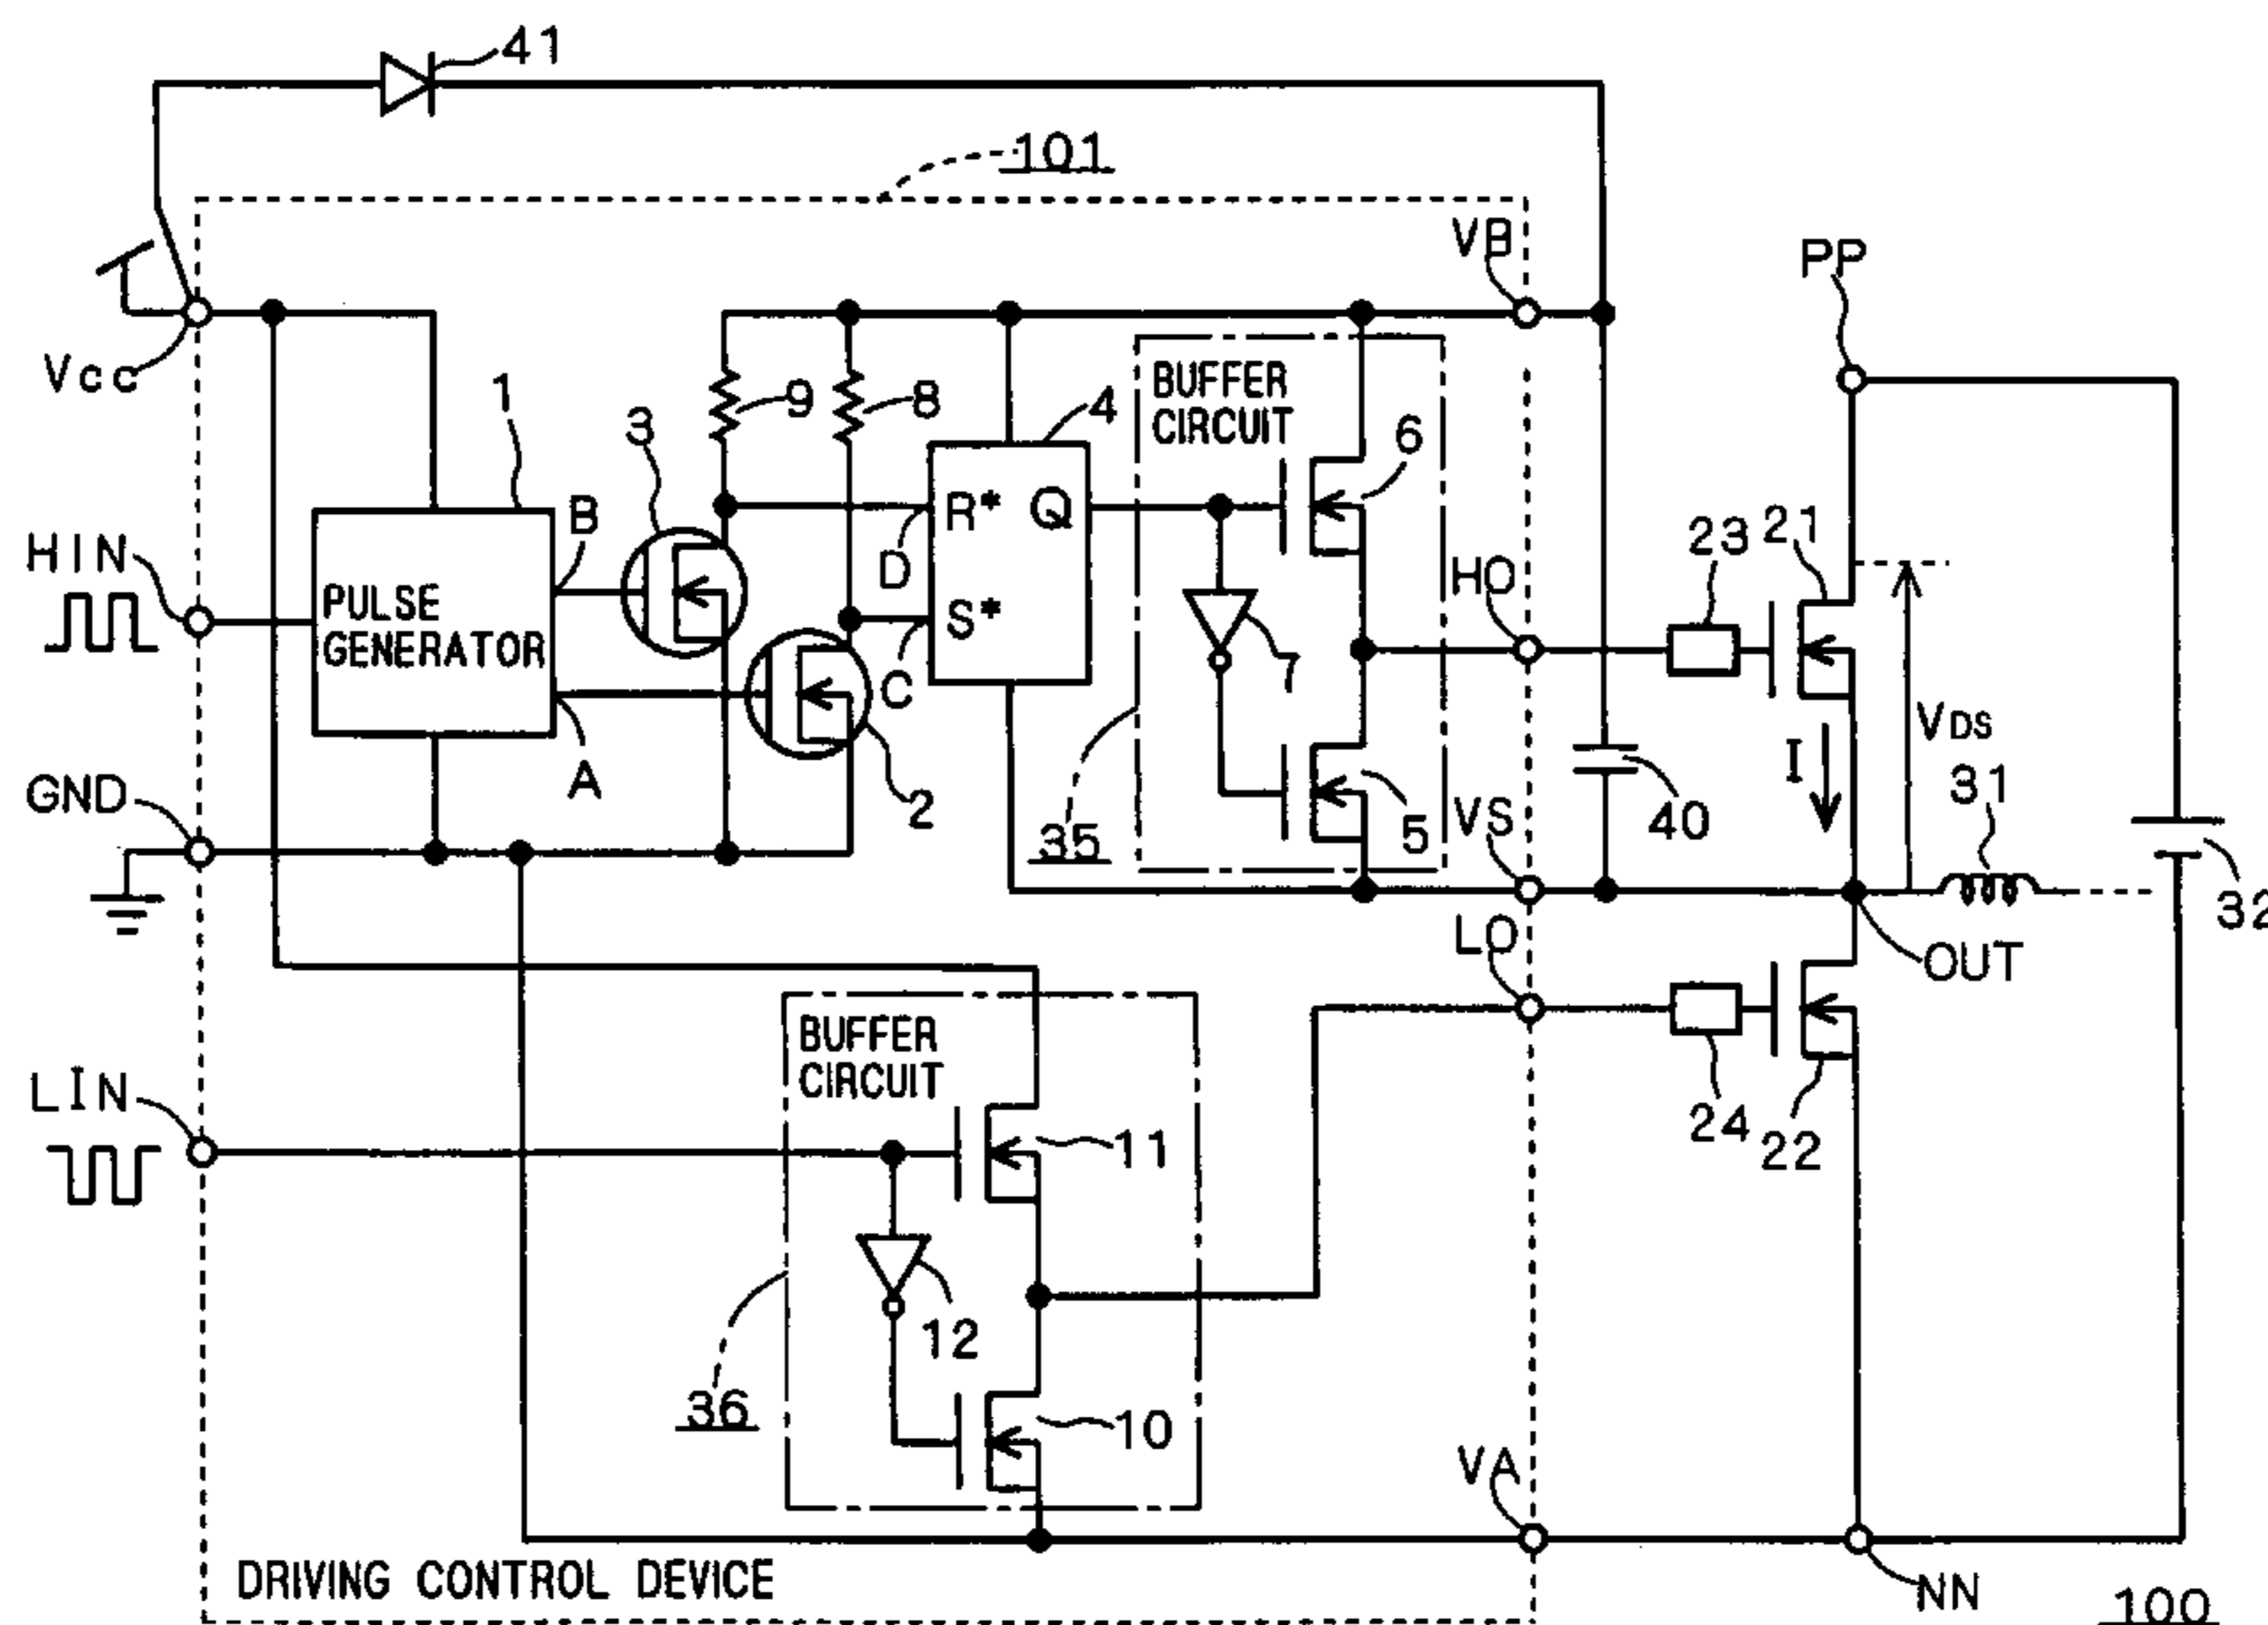 41
101
VB
PP
Vcc
1
3
9
8
4
BUFFER
CIRCUIT
6
B
HIN
PULSE
GENERATOR
R* Q
D
S*
C
7
HO
23
21
VDS
I
A
2
GND
35
5
VS
40
31
32
LO
OUT
BUFFER
CIRCUIT
LIN
11
24
22
12
36
10
VA
DRIVING CONTROL DEVICE
NN
100